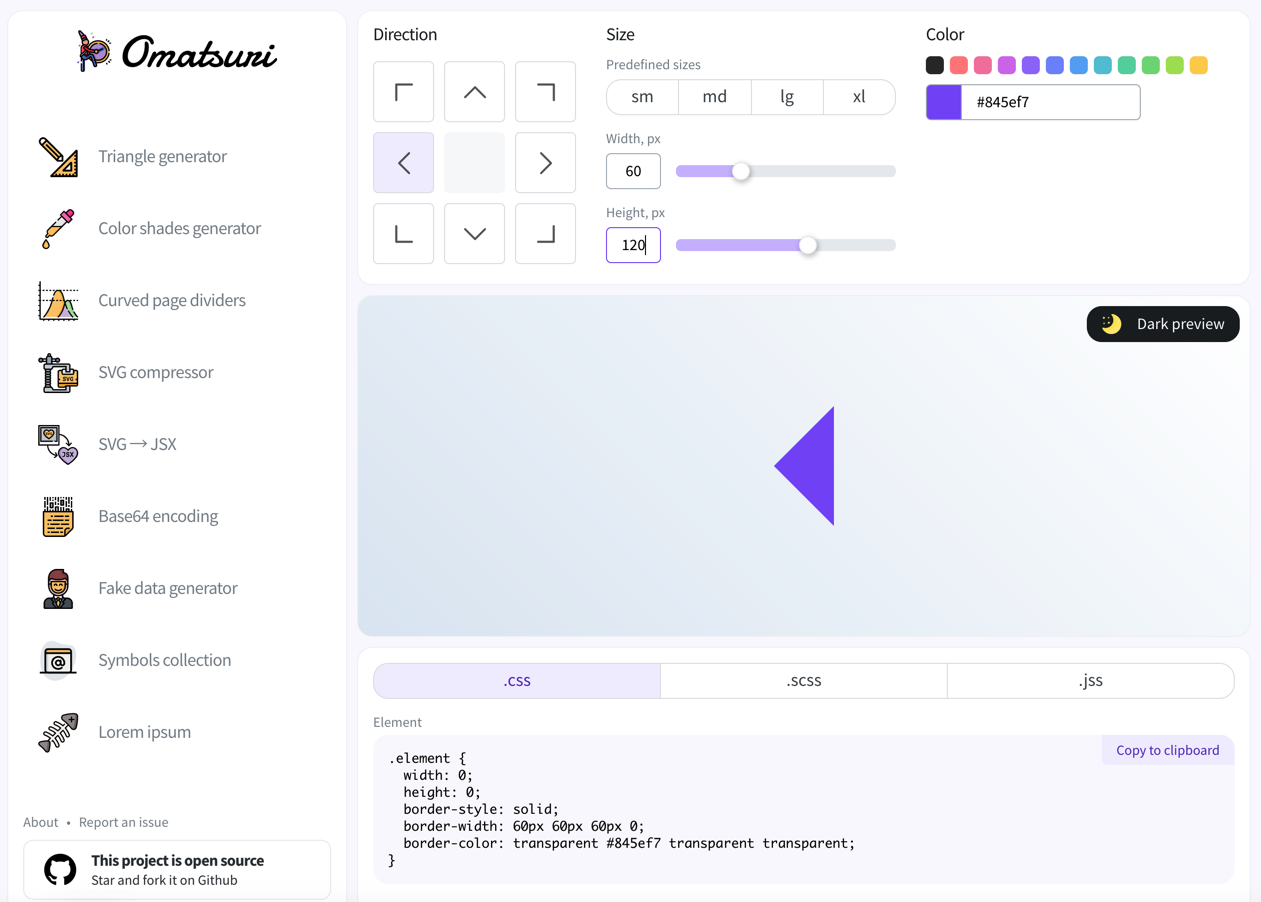 Omatsuri
Triangle generator
Color shades generator
Curved page dividers
SVG
SVG compressor
JSX
SVG → JSX
Base64 encoding
Fake data generator
@
Symbols collection
Lorem ipsum
About • Report an issue
This project is open source
Star and fork it on Github
Direction
Size
Predefined sizes
sm md lg xl
Width, px
60
Height, px
120
Color
#845ef7
Dark preview
.css .scss .jss
Element
Copy to clipboard
.element {
  width: 0;
  height: 0;
  border-style: solid;
  border-width: 60px 60px 60px 0;
  border-color: transparent #845ef7 transparent transparent;
}